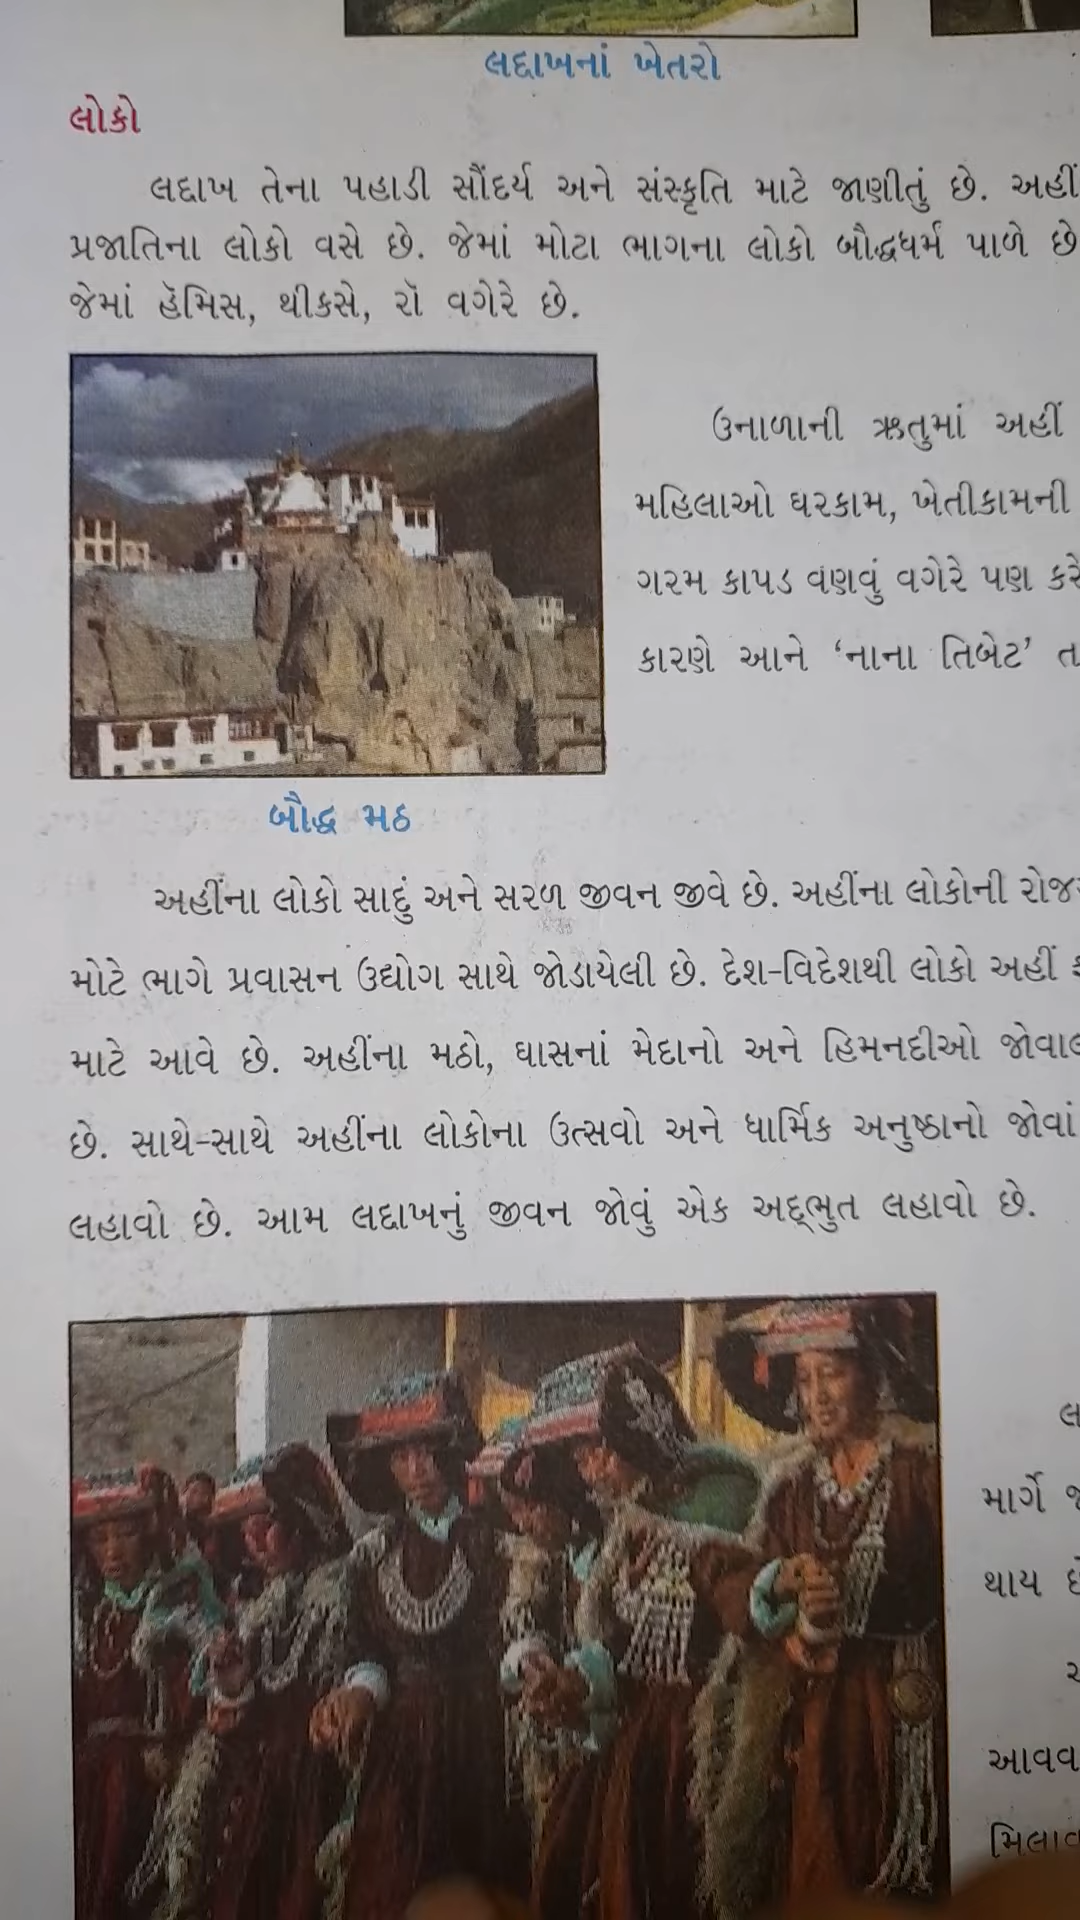 લદ્દાખનાં ખેતરો
લોકો
લદ્દાખ તેના પહાડી સૌંદર્ય અને સંસ્કૃતિ માટે જાણીતું છે. અહીં
પ્રજાતિના લોકો વસે છે. જેમાં મોટા ભાગના લોકો બૌદ્ધધર્મ પાળે છે
જેમાં હૅમિસ, થીકસે, રૉ વગેરે છે.
ઉનાળાની ઋતુમાં અહીં
મહિલાઓ ઘરકામ, ખેતીકામની
ગરમ કાપડ વણવું વગેરે પણ કરે
કારણે આને ‘નાના તિબેટ’
બૌદ્ધ મઠ
અહીંના લોકો સાદું અને સરળ જીવન જીવે છે. અહીંના લોકોની
મોટે ભાગે પ્રવાસન ઉદ્યોગ સાથે જોડાયેલી છે. દેશ-વિદેશથી લોકો અહીં
માટે આવે છે. અહીંના મઠો, ઘાસનાં મેદાનો અને હિમનદીઓ
છે. સાથે-સાથે અહીંના લોકોના ઉત્સવો અને ધાર્મિક અનુષ્ઠાનો જોવાં
લહાવો છે. આમ લદ્દાખનું જીવન જોવું એક અદ્ભુત લહાવો છે.
માર્ગે
થાય